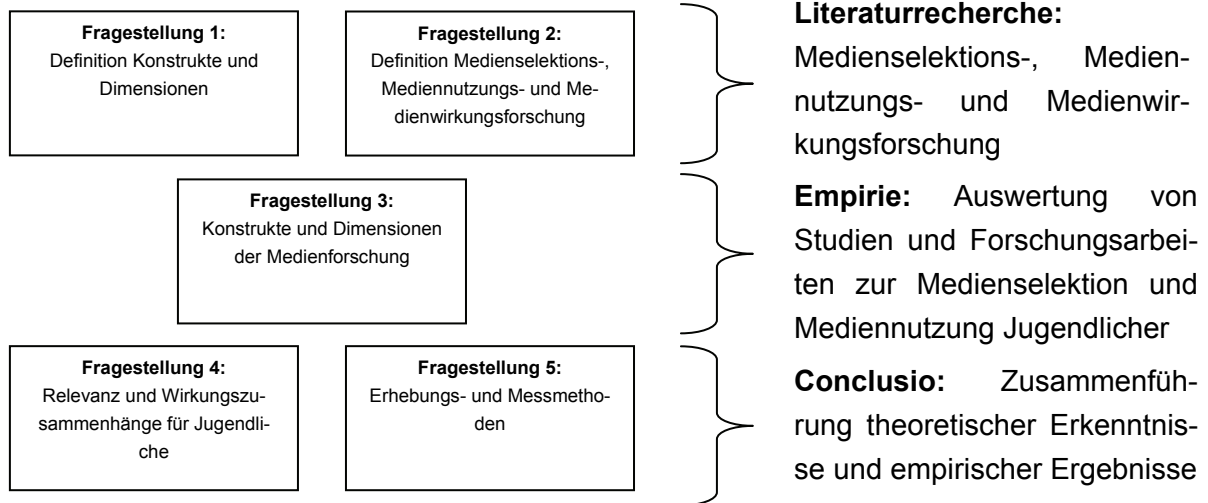 Fragestellung 1:
Definition Konstrukte und
Dimensionen
Fragestellung 2:
Definition Medienselektions-,
Mediennutzungs- und Me-
dienwirkungsforschung
Literaturrecherche:
Medienselektions-, Medien-
nutzungs- und Medienwir-
kungsforschung
Fragestellung 3:
Konstrukte und Dimensionen
der Medienforschung
Empirie: Auswertung von
Studien und Forschungsarbei-
ten zur Medienselektion und
Mediennutzung Jugendlicher
Fragestellung 4:
Relevanz und Wirkungszu-
sammenhänge für Jugendli-
che
Fragestellung 5:
Erhebungs- und Messmetho-
den
Conclusio: Zusammenfüh-
rung theoretischer Erkenntnis-
se und empirischer Ergebnisse